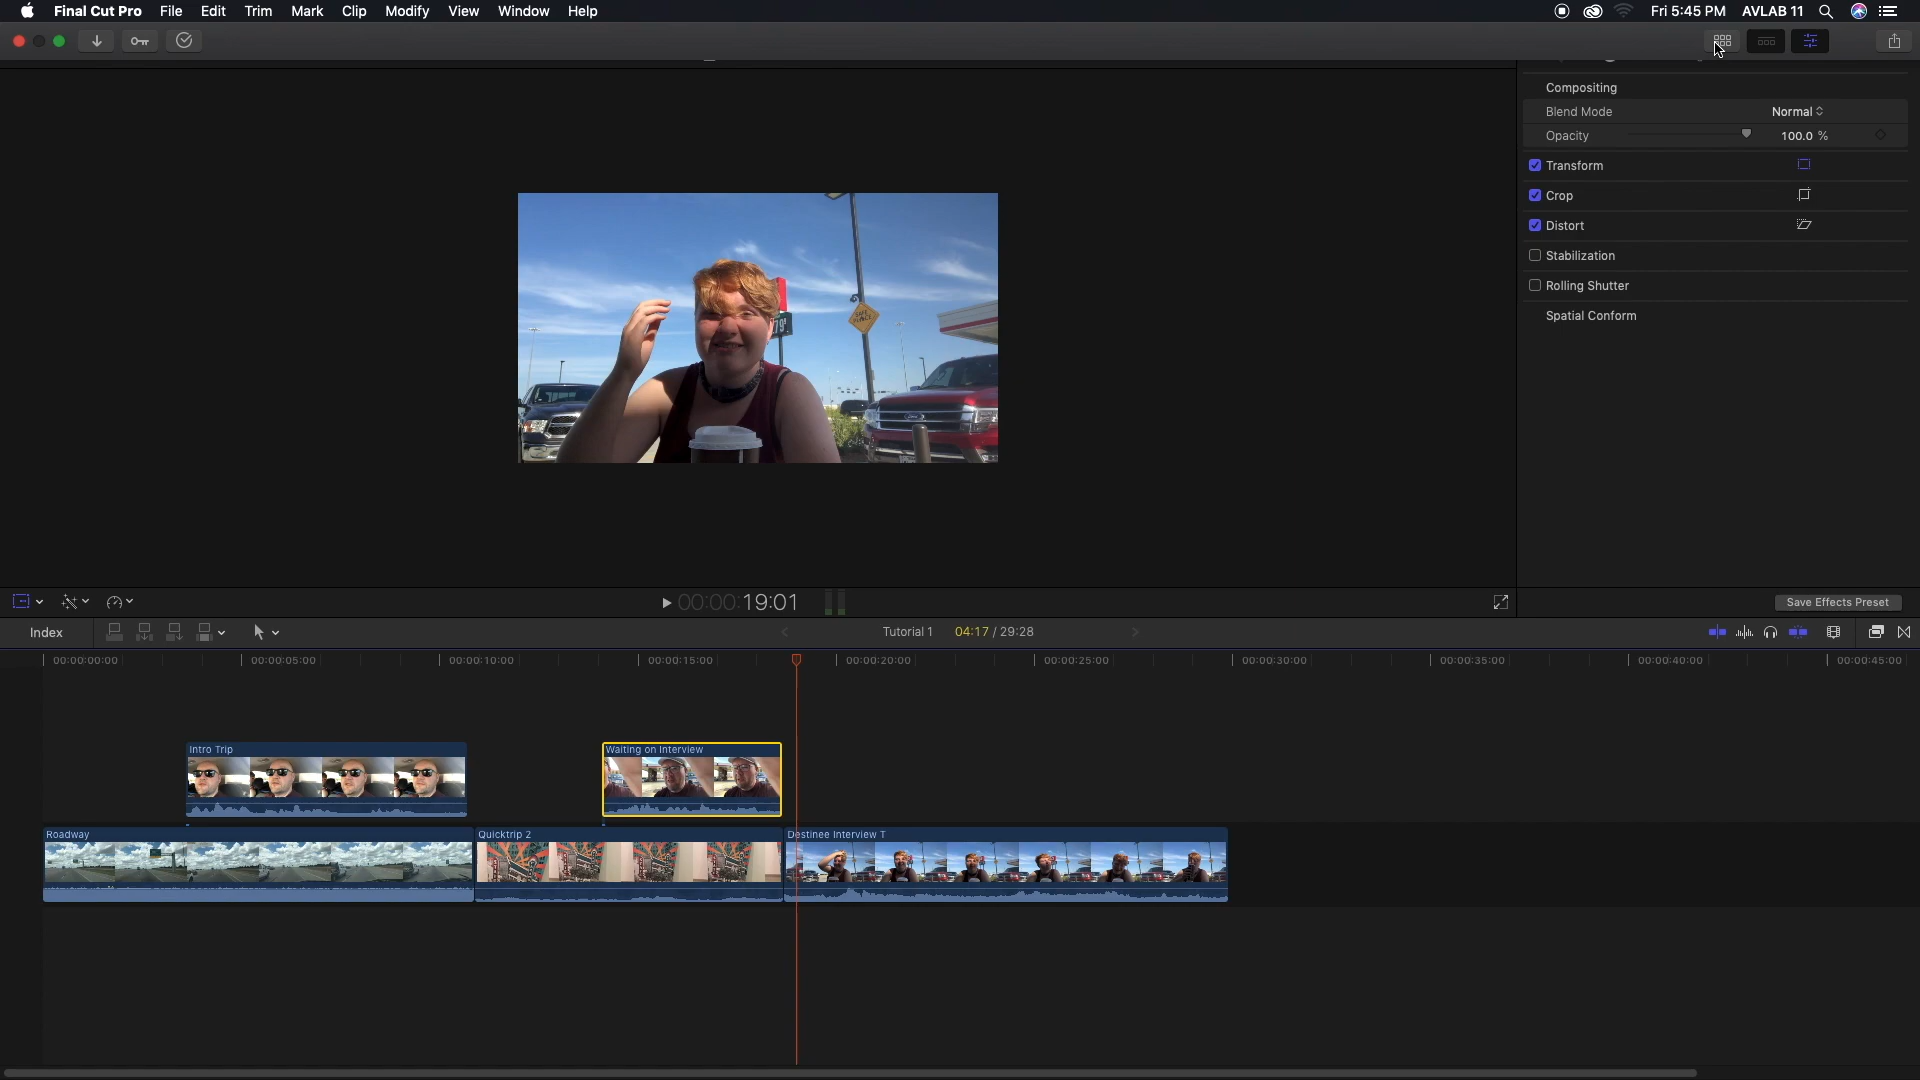 Final Cut Pro File Edit Trim Mark Clip Modify View Window Help Fri 5:45 PM AVLAB 11
Compositing
Blend Mode Normal
Opacity 100.0 %
Transform
Crop
Distort
Stabilization
Rolling Shutter
Spatial Conform
SAFE PLACE
00:00:19:01
Save Effects Preset
Index Tutorial 1 04:17 / 29:28
00:00:00:00 00:00:05:00 00:00:10:00 00:00:15:00 00:00:20:00 00:00:25:00 00:00:30:00 00:00:35:00 00:00:40:00 00:00:45:00
Intro Trip Waiting on Interview
Roadway Quicktrip 2 Destinee Interview T